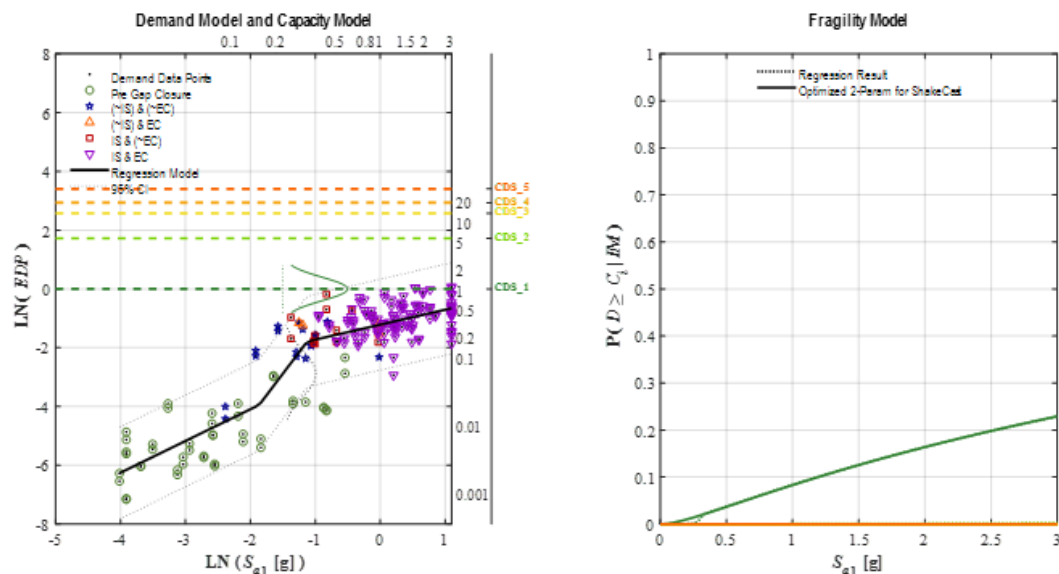 Demand Model and Capacity Model
0.1 0.2 0.5 0.81 1.5 2 3
8
6
4
2
0
-2
-4
-6
-8
LN(EDP)
Demand Data Points
Pre Gap Closure
(~IS) & (~EC)
(~IS) & EC
IS & (~EC)
IS & EC
Regression Model
95% CI
20
10
5
2
1
0.5
0.2
0.1
0.01
0.001
CDS_5
CDS_4
CDS_3
CDS_2
CDS_1
-5 -4 -3 -2 -1 0 1
LN (Sa1 [g])
Fragility Model
1
0.9
0.8
0.7
0.6
0.5
0.4
0.3
0.2
0.1
0
P(D ≥ Ci | IM)
Regression Result
Optimized 2-Param for ShakeCast
0 0.5 1 1.5 2 2.5 3
Sa1 [g]